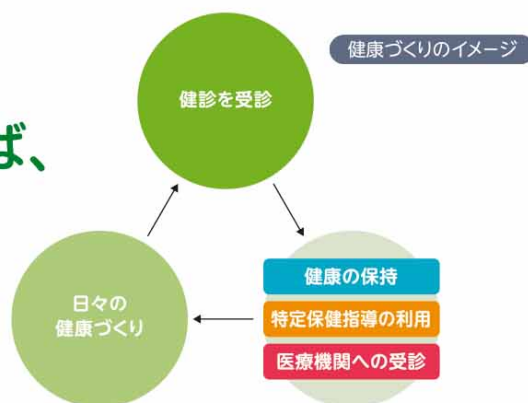 健康づくりのイメージ
ば、
健診を受診
健康の保持
特定保健指導の利用
医療機関への受診
日々の
健康づくり